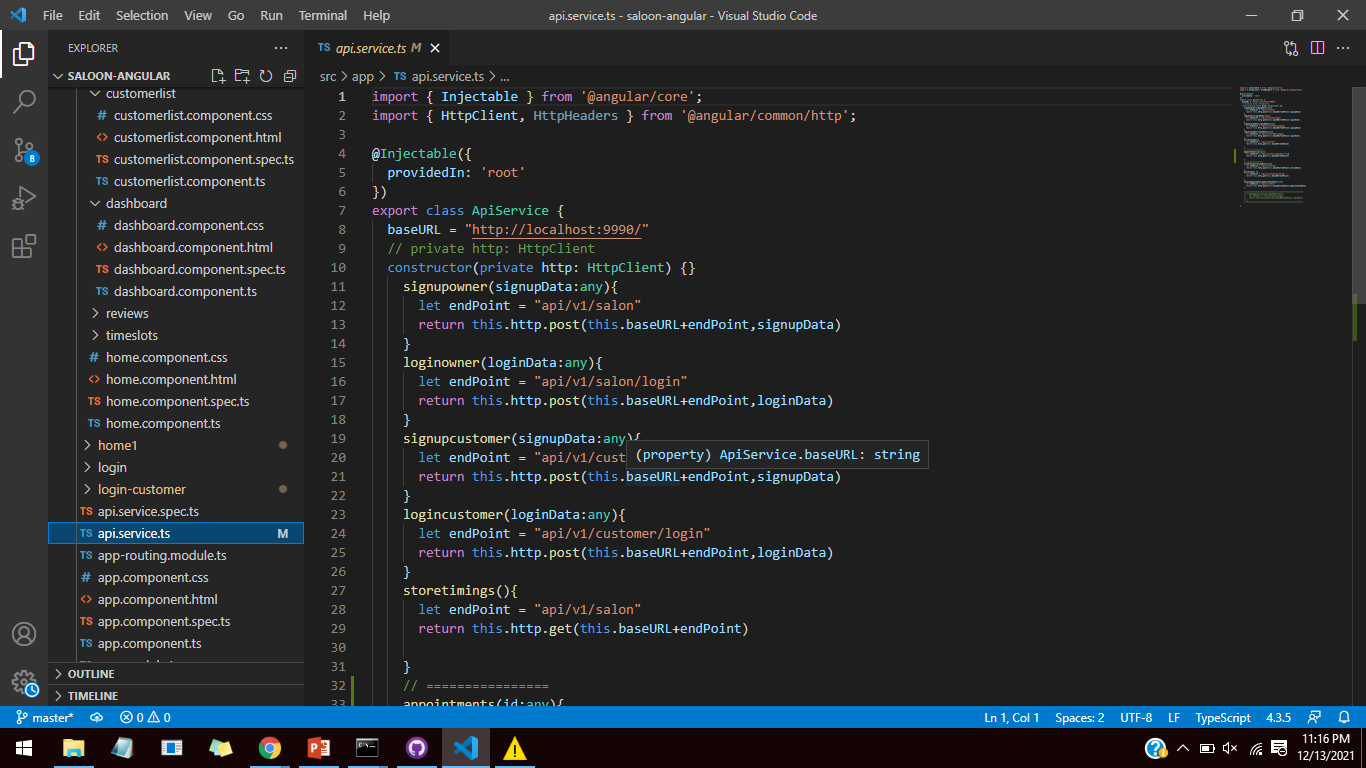 File Edit Selection View Go Run Terminal Help
api.service.ts - saloon-angular - Visual Studio Code
EXPLORER
SALOON-ANGULAR
customerlist
# customerlist.component.css
<> customerlist.component.html
TS customerlist.component.spec.ts
TS customerlist.component.ts
dashboard
# dashboard.component.css
<> dashboard.component.html
TS dashboard.component.spec.ts
TS dashboard.component.ts
reviews
timeslots
# home.component.css
<> home.component.html
TS home.component.spec.ts
TS home.component.ts
home1
login
login-customer
TS api.service.spec.ts
TS api.service.ts M
TS app-routing.module.ts
# app.component.css
<> app.component.html
TS app.component.spec.ts
TS app.component.ts
OUTLINE
TIMELINE
8
TS api.service.ts M
src > app > TS api.service.ts > ...
1 import { Injectable } from '@angular/core';
2 import { HttpClient, HttpHeaders } from '@angular/common/http';
3
4 @Injectable({
5 providedIn: 'root'
6 })
7 export class ApiService {
8 baseURL = "http://localhost:9990/"
9 // private http: HttpClient
10 constructor(private http: HttpClient) {}
11 signupowner(signupData:any){
12 let endPoint = "api/v1/salon"
13 return this.http.post(this.baseURL+endPoint,signupData)
14 }
15 loginowner(loginData:any){
16 let endPoint = "api/v1/salon/login"
17 return this.http.post(this.baseURL+endPoint,loginData)
18 }
19 signupcustomer(signupData:any){
(property) ApiService.baseURL: string
20 let endPoint = "api/v1/cust
21 return this.http.post(this.baseURL+endPoint,signupData)
22 }
23 logincustomer(loginData:any){
24 let endPoint = "api/v1/customer/login"
25 return this.http.post(this.baseURL+endPoint,loginData)
26 }
27 storetimings(){
28 let endPoint = "api/v1/salon"
29 return this.http.get(this.baseURL+endPoint)
30
31 }
32 // ================
33 appointments(id:any){
master* 0 0
Ln 1, Col 1 Spaces: 2 UTF-8 LF TypeScript 4.3.5
11:16 PM
12/13/2021